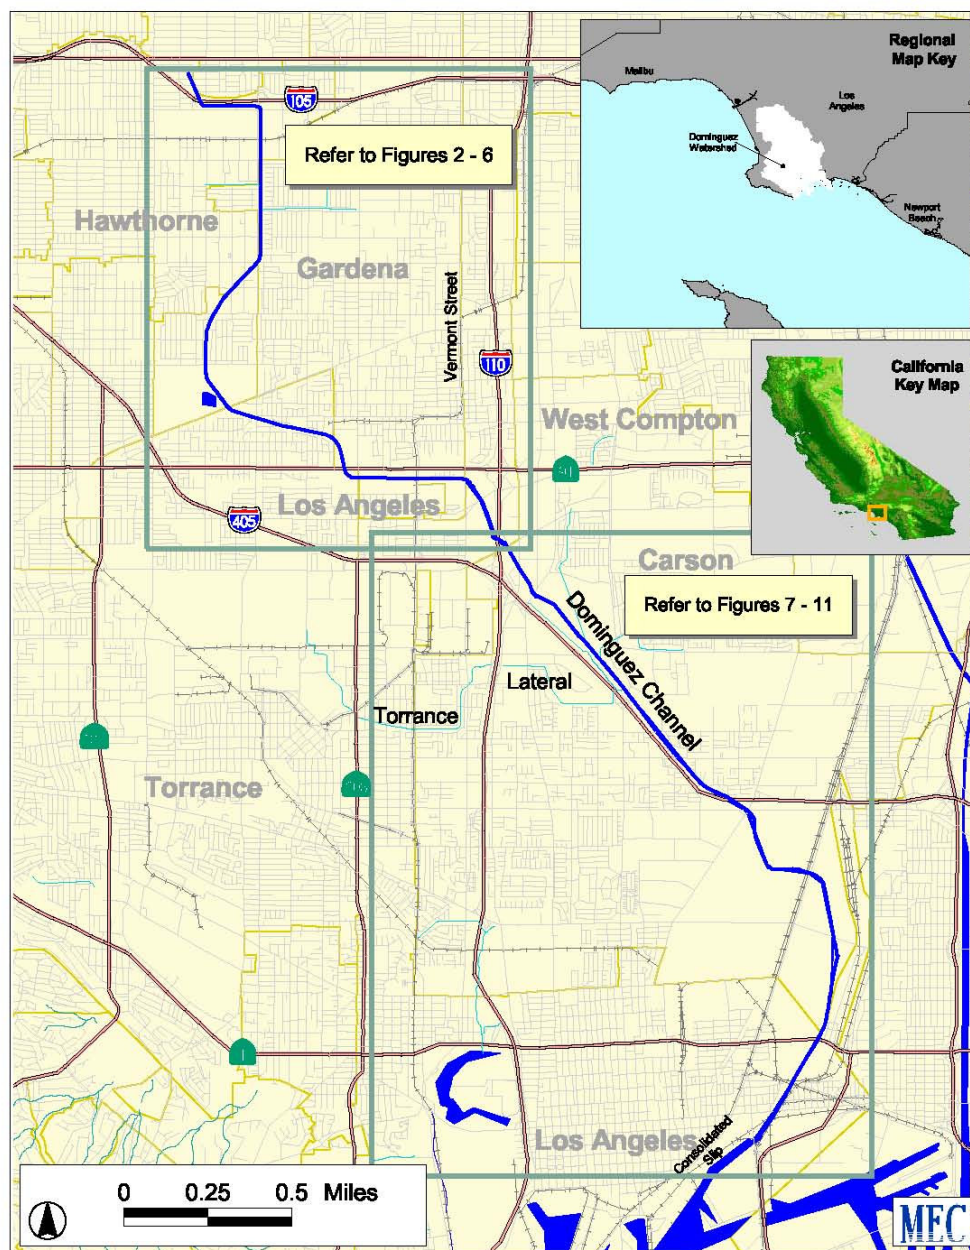 Regional
Map Key
Malibu
Los
Angeles
Dominguez
Watershed
Newport
Beach
105
Refer to Figures 2 - 6
Hawthorne
Gardena
Vermont Street
110
California
Key Map
West Compton
91
Los Angeles
405
Carson
Refer to Figures 7 - 11
Dominguez Channel
Lateral
Torrance
Torrance
1
Los Angeles
Consolidated
Slip
0 0.25 0.5 Miles
MEC